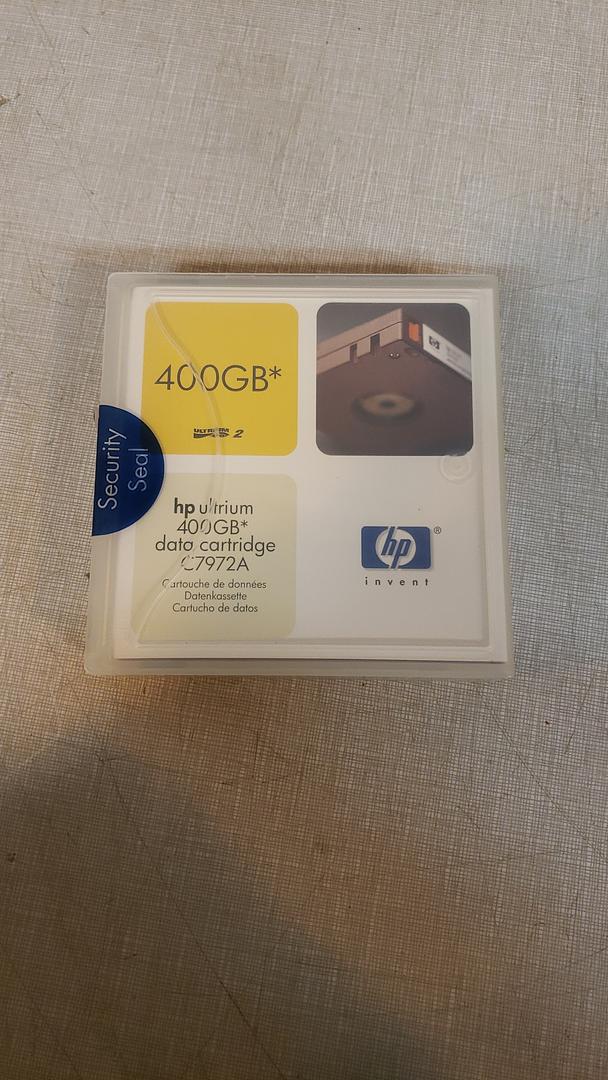 400GB*
ULTRIUM 2
Security
Seal
hp ultrium
400GB*
data cartridge
C7972A
Cartouche de données
Datenkassette
Cartucho de datos
hp®
invent